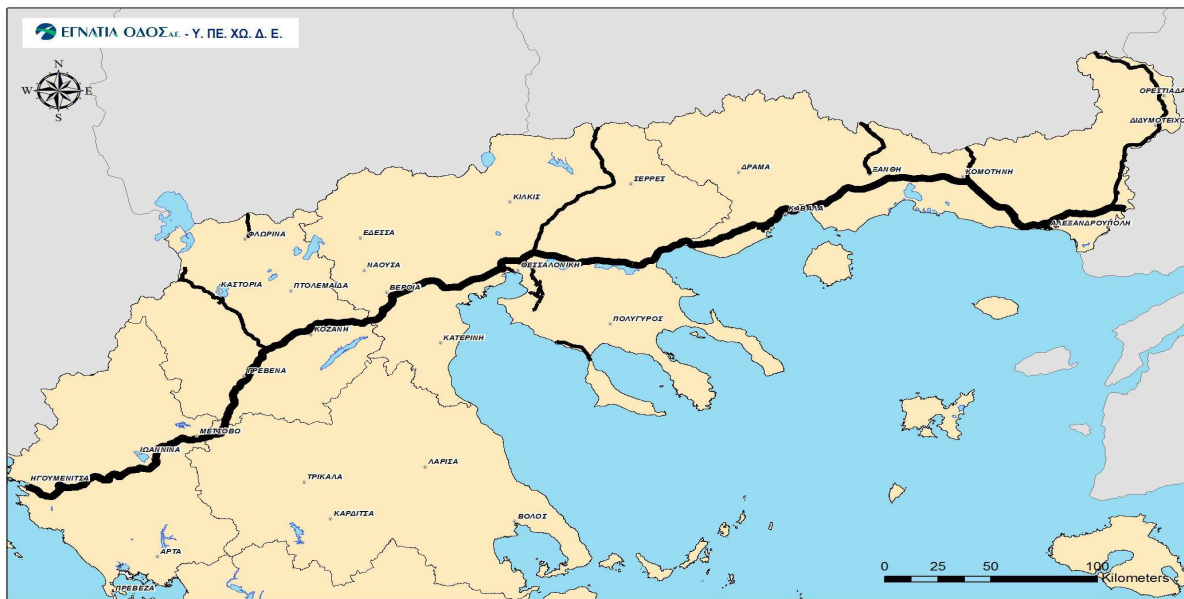 ΕΓΝΑΤΙΑ ΟΔΟΣ Α.Ε. - Υ. ΠΕ. ΧΩ. Δ. Ε.
N
W E
S
ΟΡΕΣΤΙΑΔΑ
ΔΙΔΥΜΟΤΕΙΧΟ
ΔΡΑΜΑ
ΞΑΝΘΗ
ΚΟΜΟΤΗΝΗ
ΣΕΡΡΕΣ
ΚΙΛΚΙΣ
ΚΑΒΑΛΑ
ΑΛΕΞΑΝΔΡΟΥΠΟΛΗ
ΦΛΩΡΙΝΑ
ΕΔΕΣΣΑ
ΝΑΟΥΣΑ
ΘΕΣΣΑΛΟΝΙΚΗ
ΚΑΣΤΟΡΙΑ
ΠΤΟΛΕΜΑΪΔΑ
ΒΕΡΟΙΑ
ΠΟΛΥΓΥΡΟΣ
ΚΟΖΑΝΗ
ΚΑΤΕΡΙΝΗ
ΓΡΕΒΕΝΑ
ΜΕΤΣΟΒΟ
ΙΩΑΝΝΙΝΑ
ΛΑΡΙΣΑ
ΗΓΟΥΜΕΝΙΤΣΑ
ΤΡΙΚΑΛΑ
ΚΑΡΔΙΤΣΑ
ΒΟΛΟΣ
ΑΡΤΑ
ΠΡΕΒΕΖΑ
0 25 50 100
Kilometers